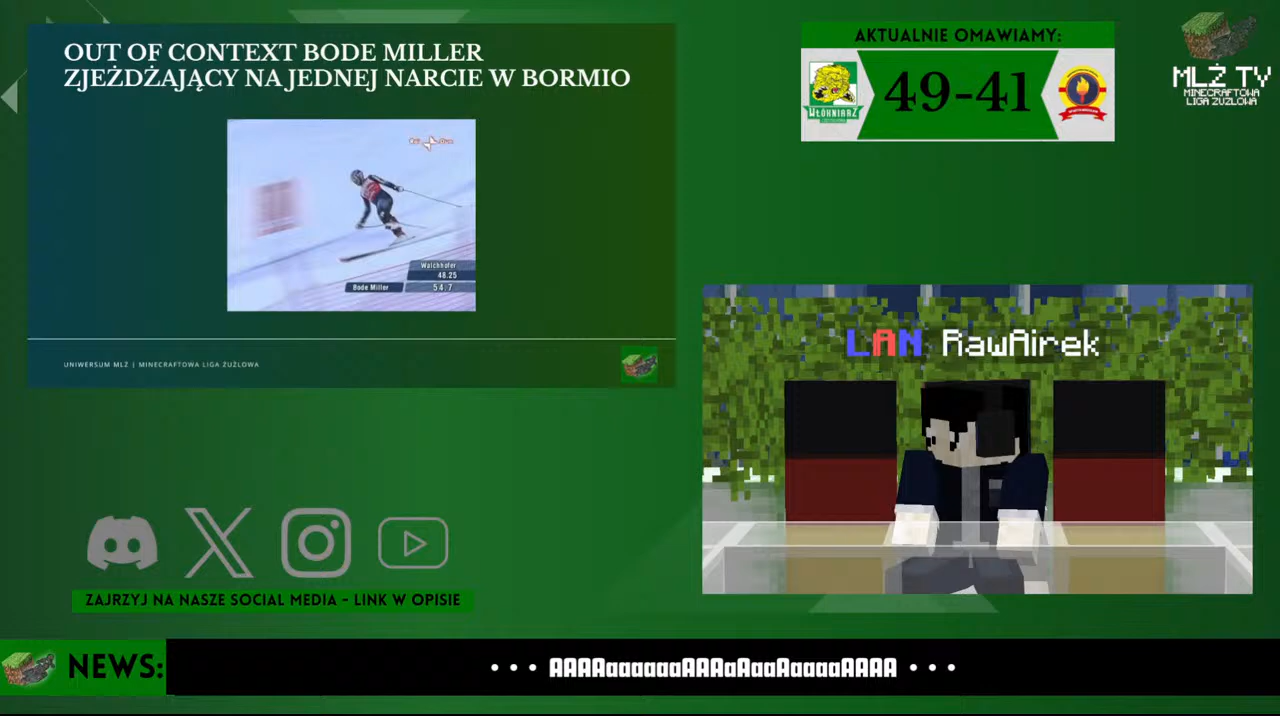 OUT OF CONTEXT BODE MILLER
ZJEŻDŻAJĄCY NA JEDNEJ NARCIE W BORMIO
Rai Due
Walchhofer
48.25
Bode Miller
54.7
UNIWERSUM MLŻ | MINECRAFTOWA LIGA ŻUŻLOWA
AKTUALNIE OMAWIAMY:
WŁÓKNIARZ
49-41
MLŻ TV
MINECRAFTOWA
LIGA ŻUŻLOWA
LAN RawAirek
ZAJRZYJ NA NASZE SOCIAL MEDIA - LINK W OPISIE
NEWS:
• • • AAAAaaaaaaAAAaAaaAaaaaAAAA • • •